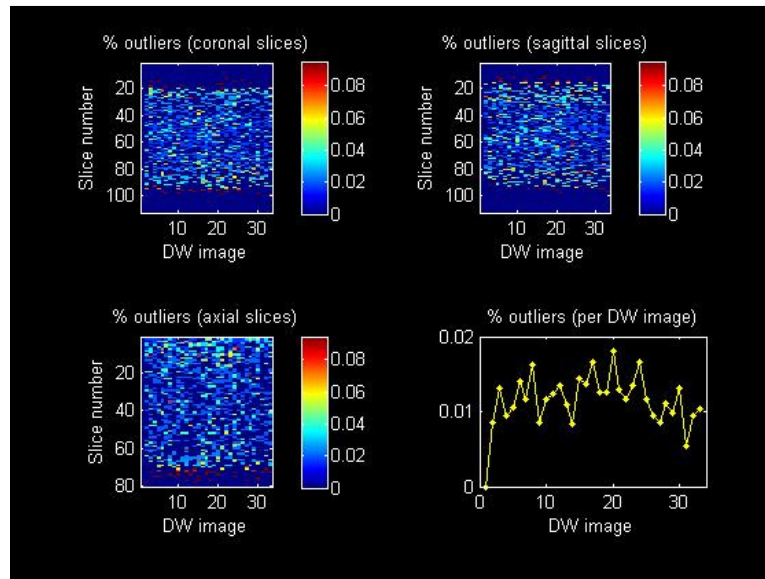 % outliers (coronal slices)
20
40
60
80
100
Slice number
10 20 30
DW image
0.08
0.06
0.04
0.02
0
% outliers (sagittal slices)
20
40
60
80
100
Slice number
10 20 30
DW image
0.08
0.06
0.04
0.02
0
% outliers (axial slices)
20
40
60
80
Slice number
10 20 30
DW image
0.08
0.06
0.04
0.02
0
% outliers (per DW image)
0.02
0.01
0
0 10 20 30
DW image